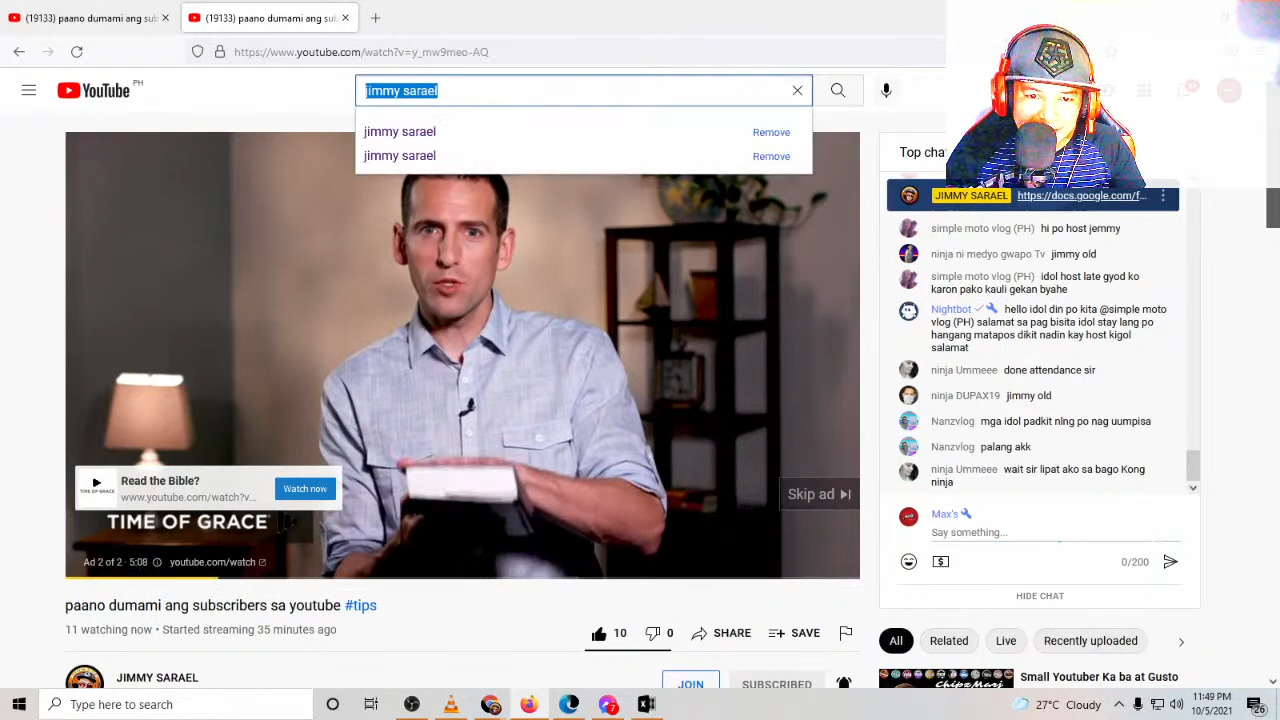 (19133) paano dumami ang sub
(19133) paano dumami ang sub
https://www.youtube.com/watch?v=y_mw9meo-AQ
YouTube PH
jimmy sarael
jimmy sarael Remove
jimmy sarael Remove
Read the Bible?
www.youtube.com/watch?v...
Watch now
TIME OF GRACE
TIME OF GRACE
Skip ad
Ad 2 of 2 · 5:08 youtube.com/watch
paano dumami ang subscribers sa youtube #tips
11 watching now • Started streaming 35 minutes ago
10 0 SHARE SAVE
JIMMY SARAEL
JOIN SUBSCRIBED
Top chat
JIMMY SARAEL https://docs.google.com/f...
simple moto vlog (PH) hi po host jemmy
ninja ni medyo gwapo Tv jimmy old
simple moto vlog (PH) idol host late gyod ko
karon pako kauli gekan byahe
Nightbot hello idol din po kita @simple moto
vlog (PH) salamat sa pag bisita idol stay lang po
hangang matapos dikit nadin kay host kigol
salamat
ninja Ummeee done attendance sir
ninja DUPAX19 jimmy old
Nanzvlog mga idol padkit nlng po nag uumpisa
Nanzvlog palang akk
ninja Ummeee wait sir lipat ako sa bago Kong
ninja
Max's
Say something...
0/200
HIDE CHAT
All Related Live Recently uploaded
Small Youtuber Ka ba at Gusto
ChipzMarj
Type here to search
7
27°C Cloudy
11:49 PM
10/5/2021
26